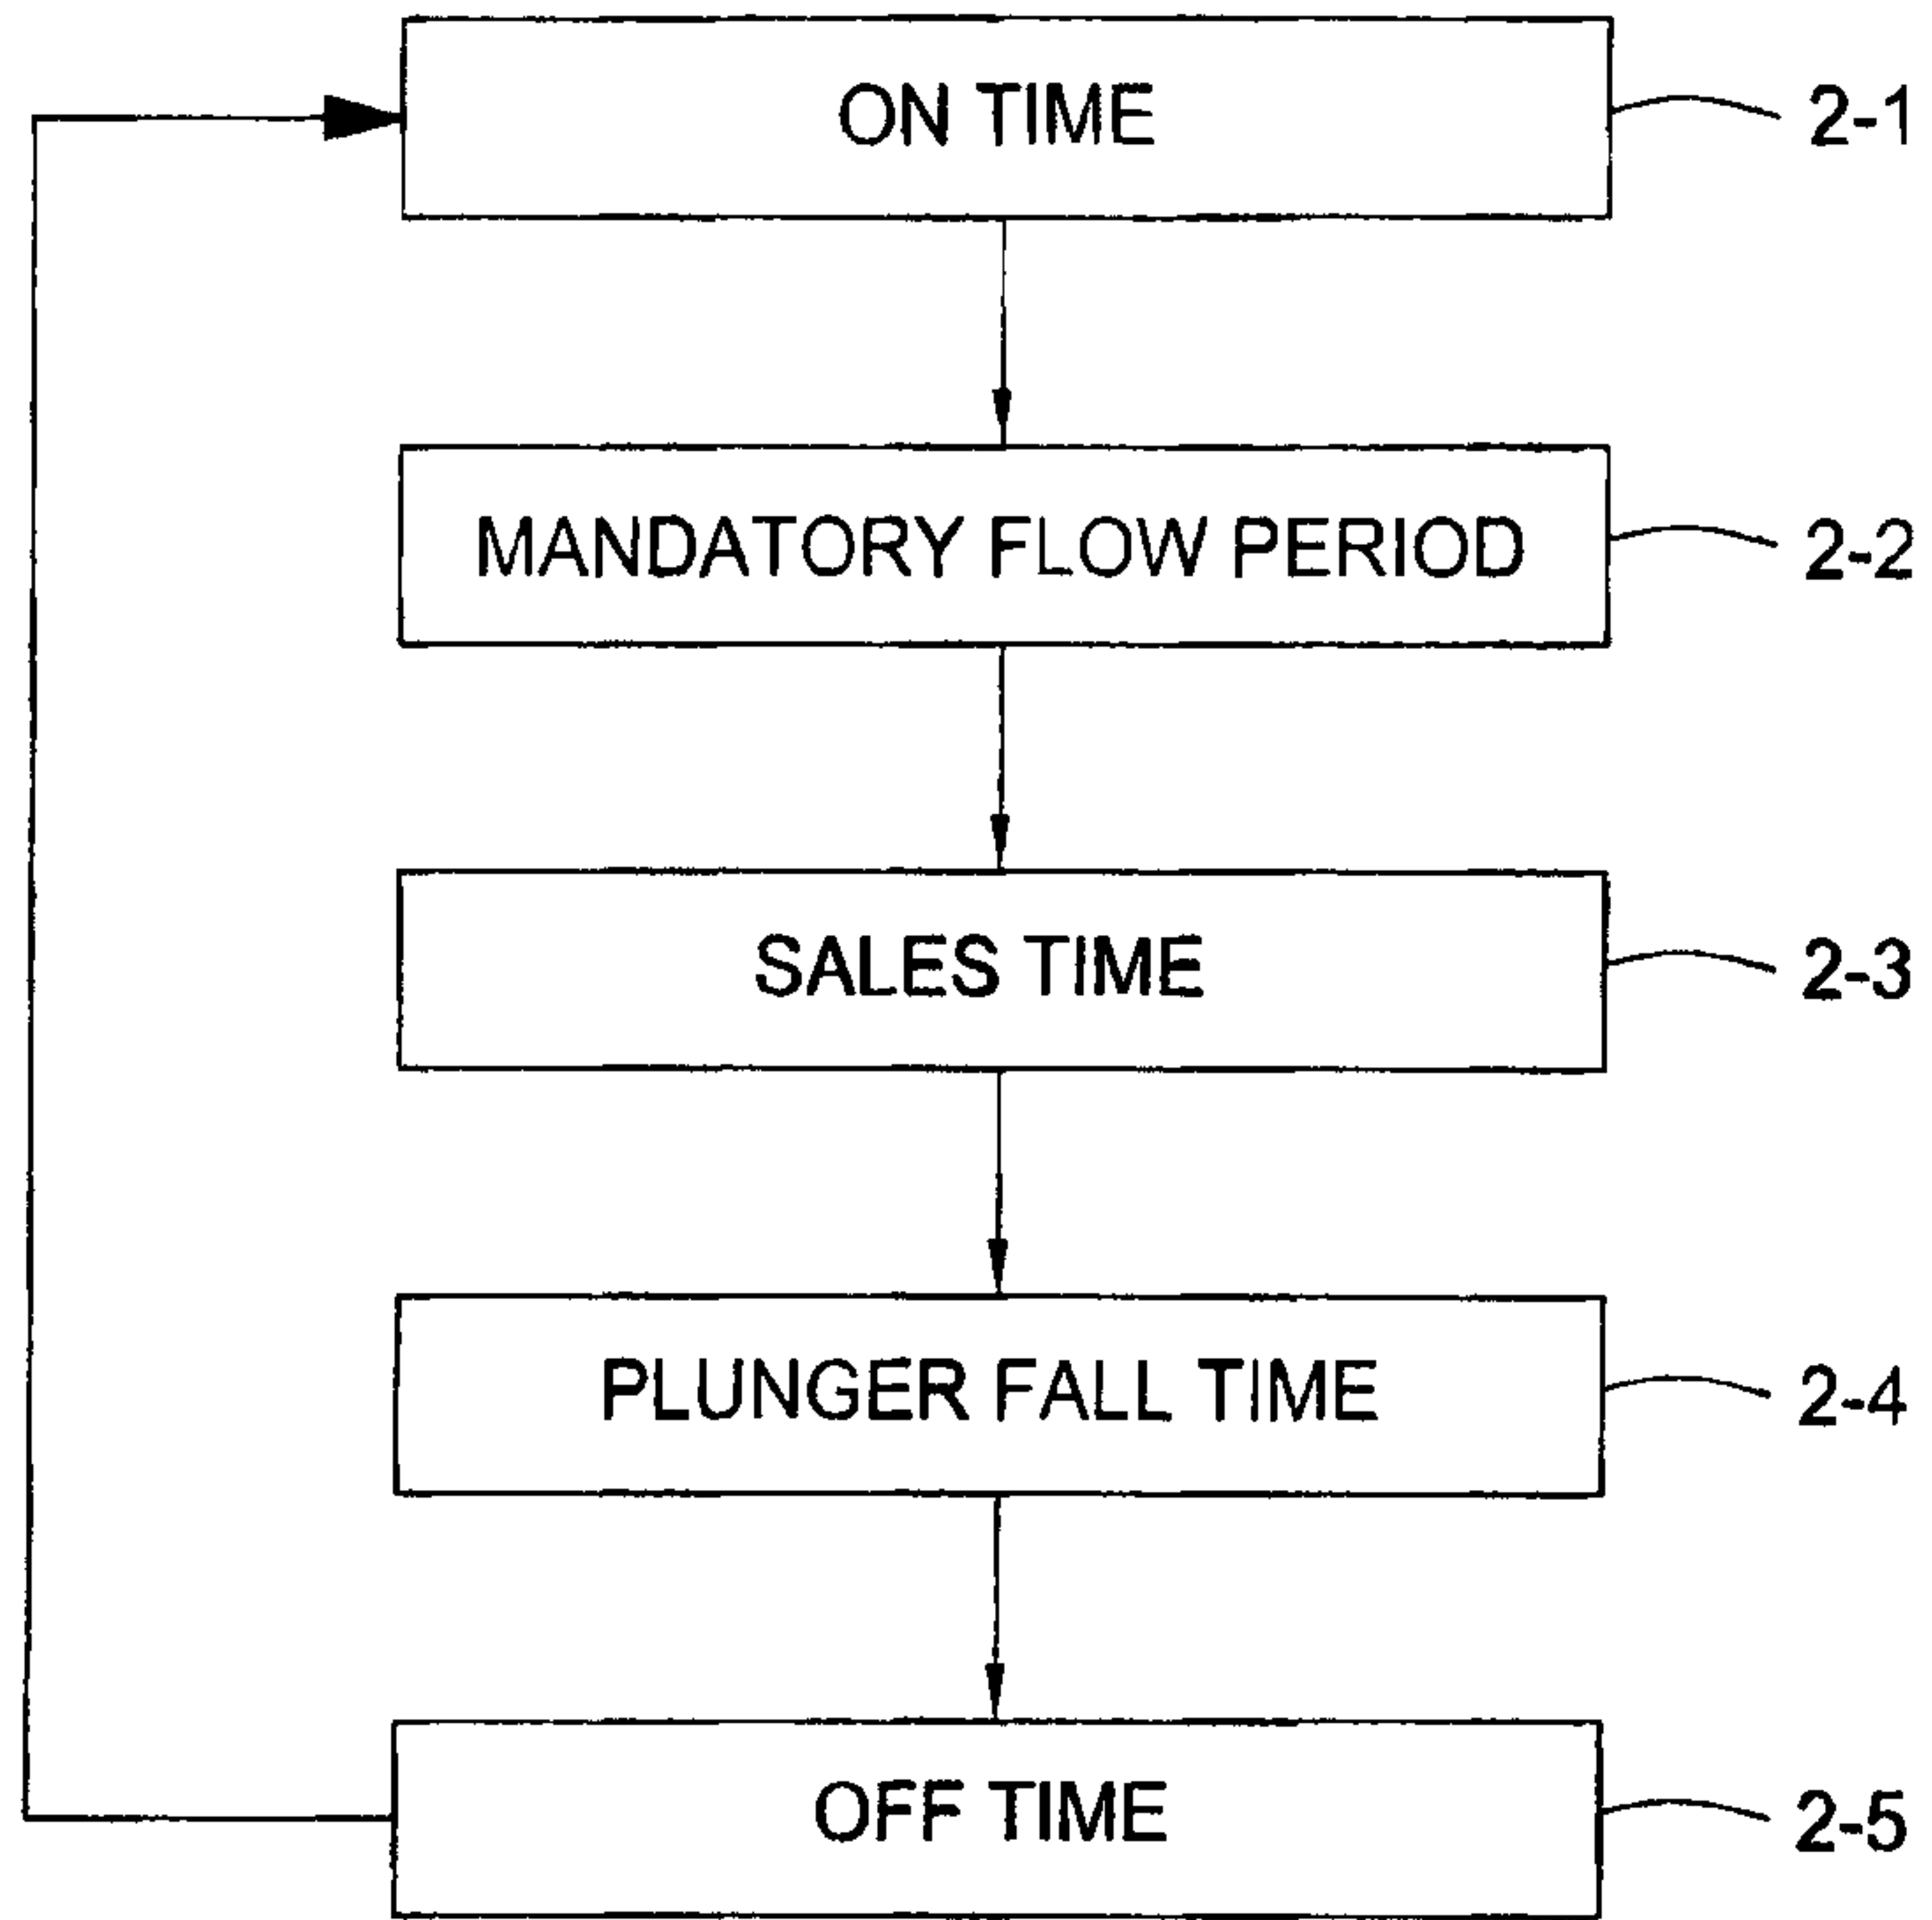 ON TIME
2-1
MANDATORY FLOW PERIOD
2-2
SALES TIME
2-3
PLUNGER FALL TIME
2-4
OFF TIME
2-5